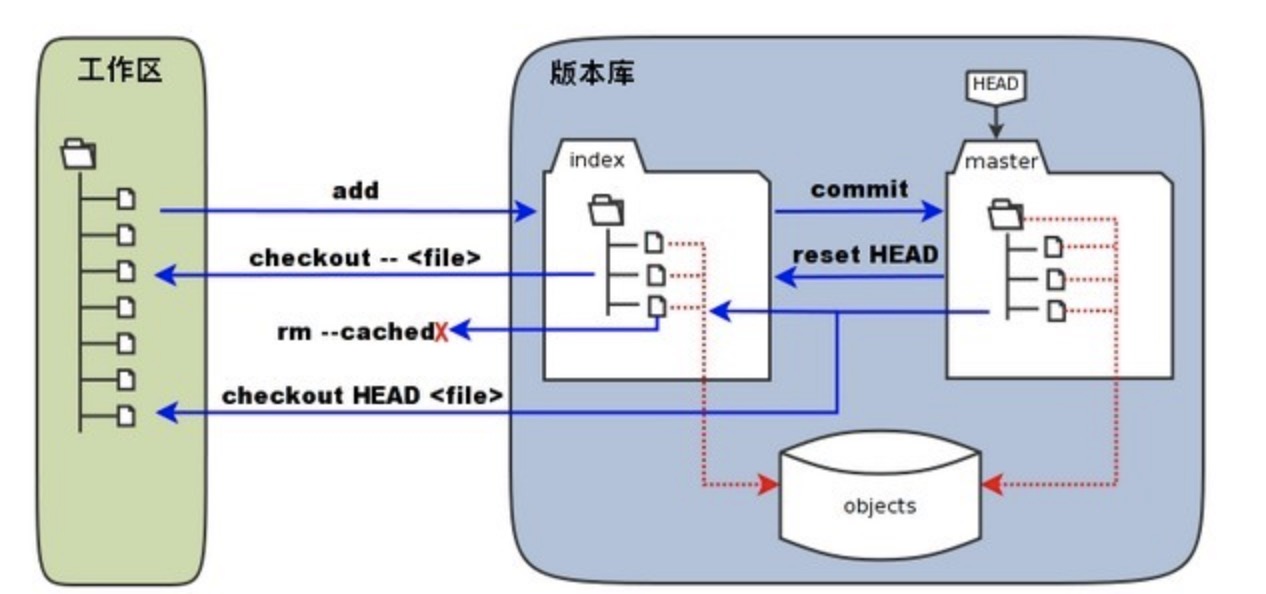 工作区
版本库
HEAD
index
master
add
commit
checkout -- <file>
reset HEAD
rm --cachedX
checkout HEAD <file>
objects